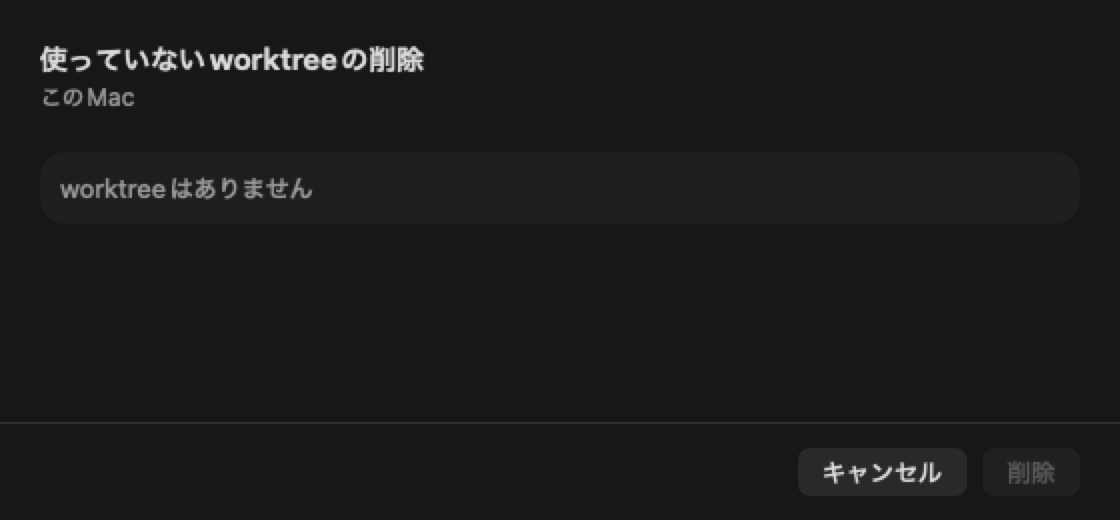 使っていないworktreeの削除
このMac
worktreeはありません
キャンセル
削除